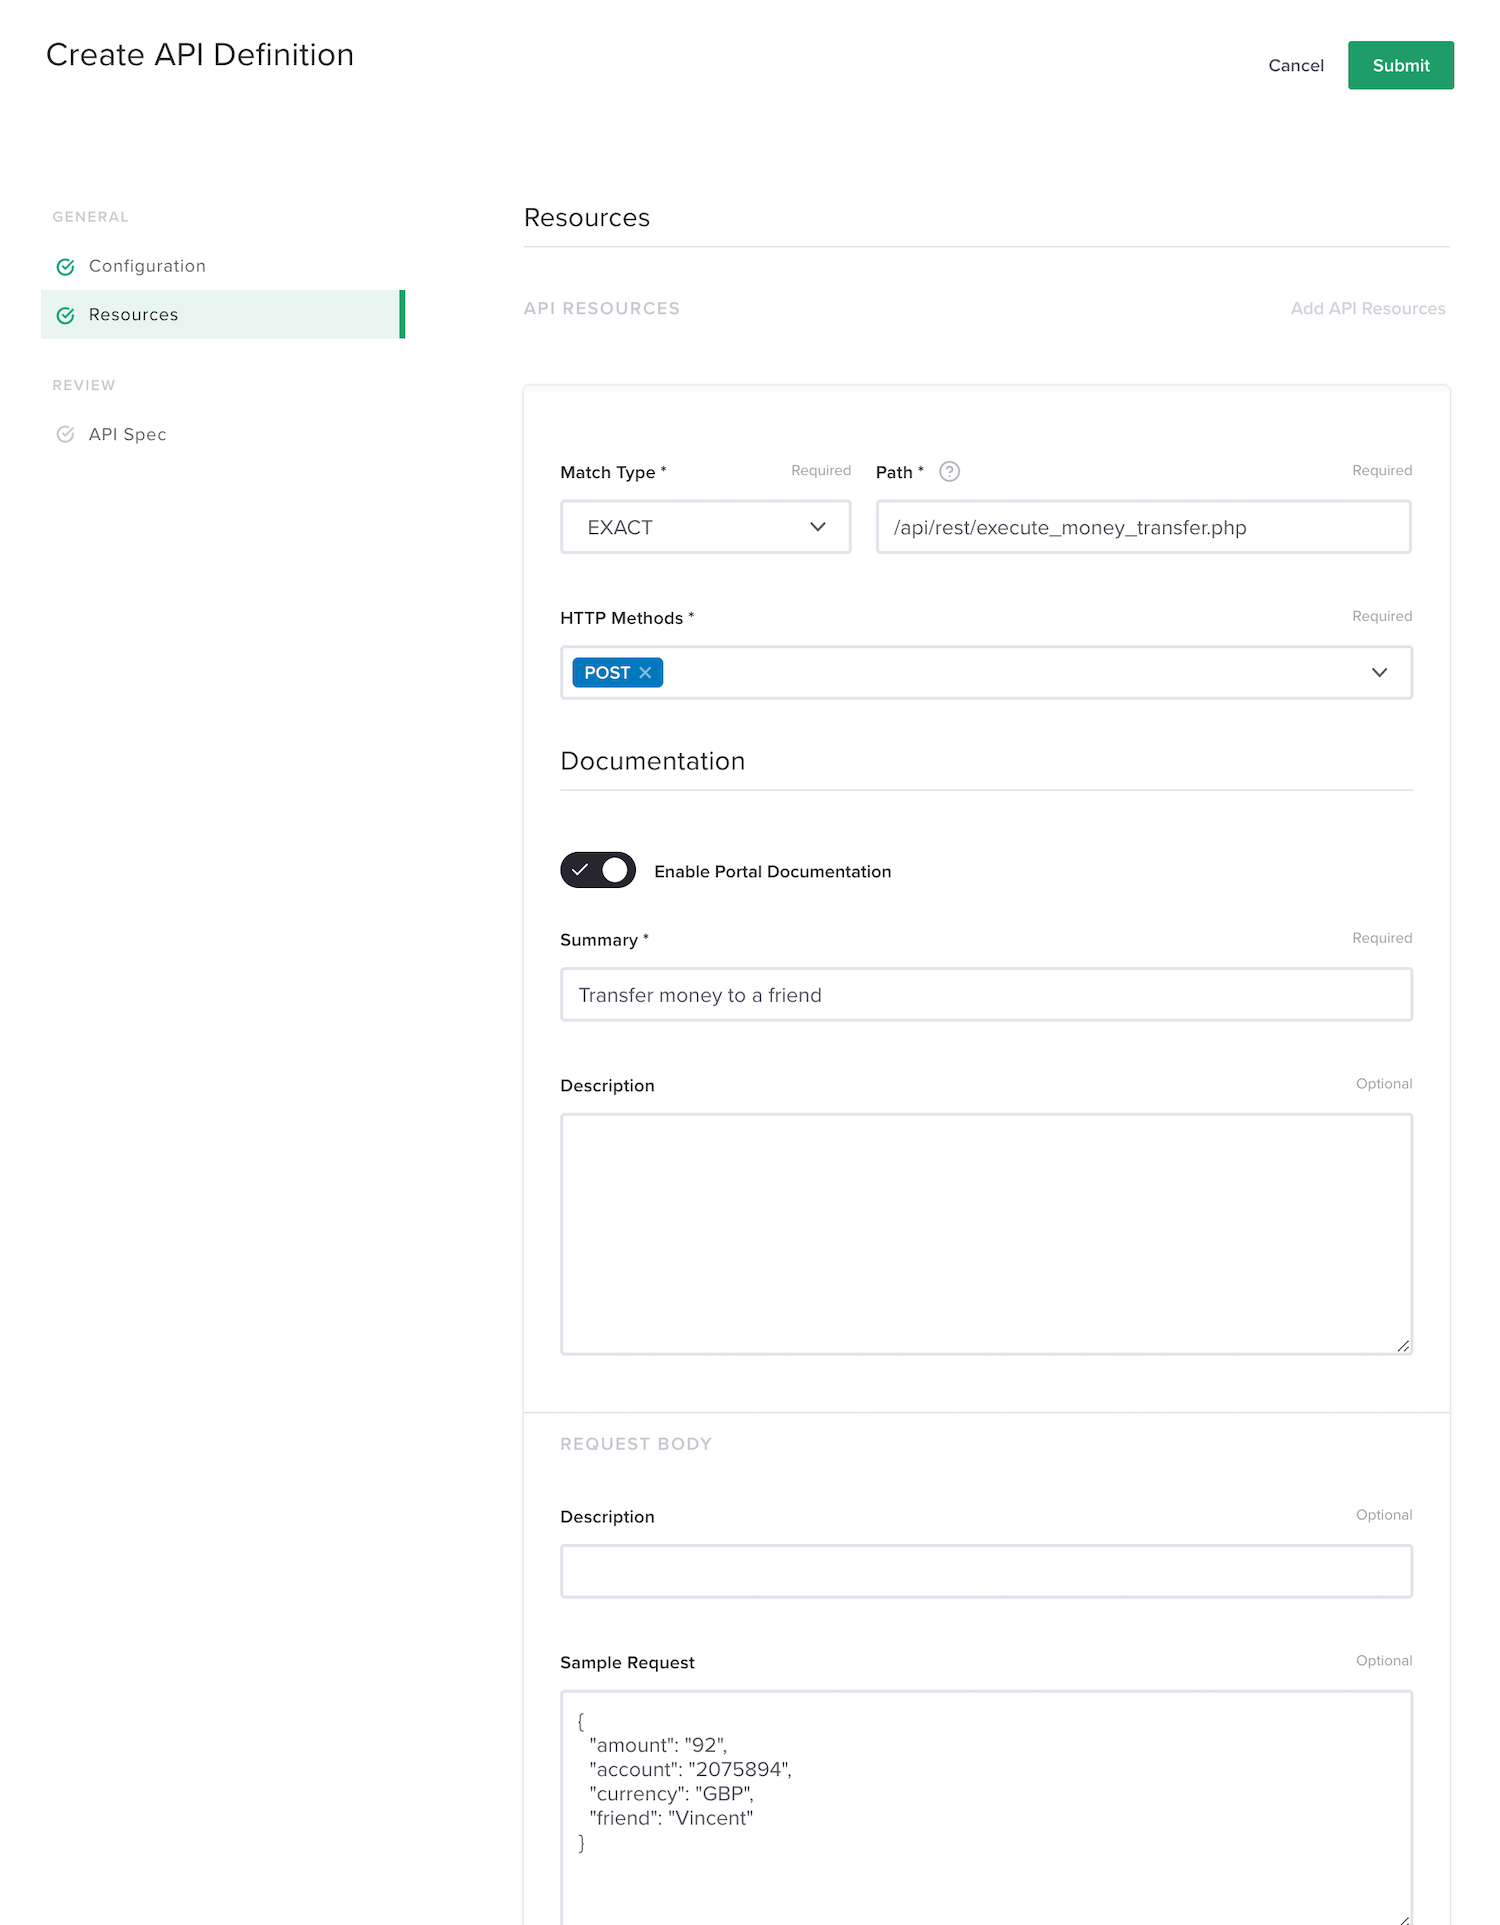 Create API Definition
Cancel
Submit
GENERAL
Configuration
Resources
REVIEW
API Spec
Resources
API RESOURCES
Add API Resources
Match Type *
Required
Path *
?
Required
EXACT
/api/rest/execute_money_transfer.php
HTTP Methods *
Required
POST
Documentation
Enable Portal Documentation
Summary *
Required
Transfer money to a friend
Description
Optional
REQUEST BODY
Description
Optional
Sample Request
Optional
{
"amount": "92",
"account": "2075894",
"currency": "GBP",
"friend": "Vincent"
}